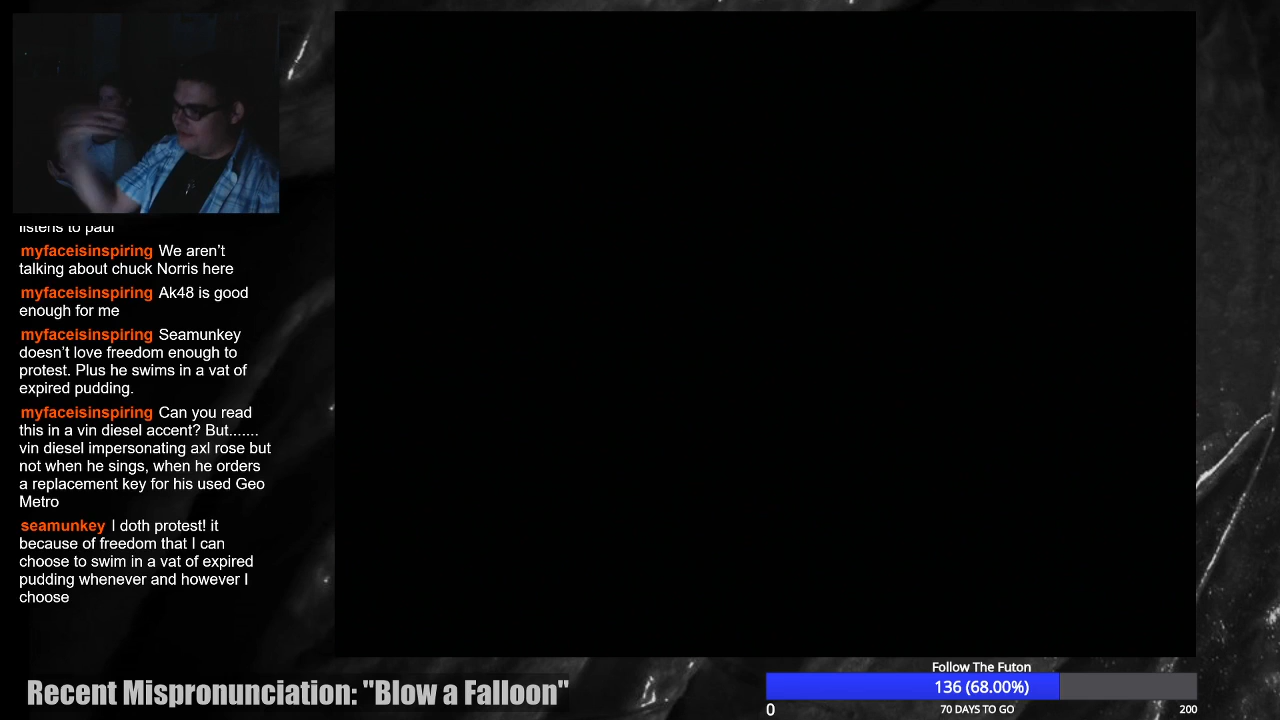 listens to paul
myfaceisinspiring We aren't
talking about chuck Norris here
myfaceisinspiring Ak48 is good
enough for me
myfaceisinspiring Seamunkey
doesn't love freedom enough to
protest. Plus he swims in a vat of
expired pudding.
myfaceisinspiring Can you read
this in a vin diesel accent? But.......
vin diesel impersonating axl rose but
not when he sings, when he orders
a replacement key for his used Geo
Metro
seamunkey I doth protest! it
because of freedom that I can
choose to swim in a vat of expired
pudding whenever and however I
choose
Recent Mispronunciation: "Blow a Falloon"
Follow The Futon
136 (68.00%)
0
70 DAYS TO GO
200